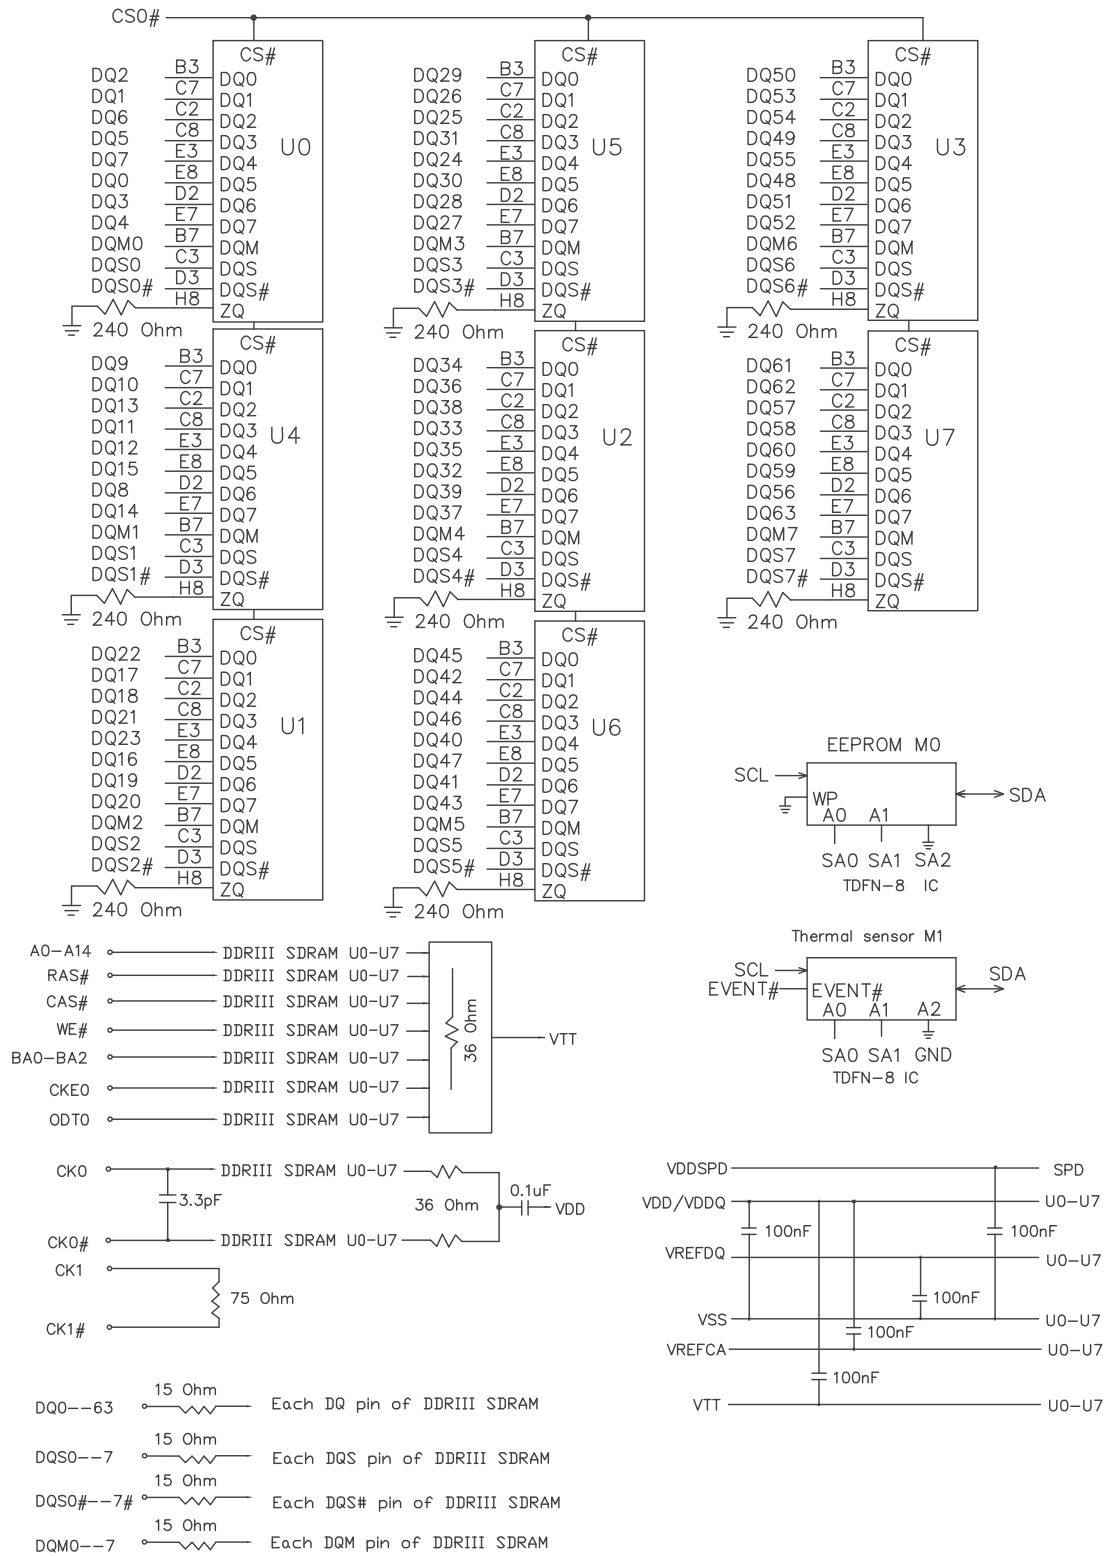 CS0#
CS#
DQ2 B3 DQ0
DQ1 C7 DQ1
DQ6 C2 DQ2
DQ5 C8 DQ3
U0
DQ7 E3 DQ4
DQ0 E8 DQ5
DQ3 D2 DQ6
DQ4 E7 DQ7
DQM0 B7 DQM
DQS0 C3 DQS
DQS0# D3 DQS#
H8 ZQ
240 Ohm
CS#
DQ9 B3 DQ0
DQ10 C7 DQ1
DQ13 C2 DQ2
DQ11 C8 DQ3
U4
DQ12 E3 DQ4
DQ15 E8 DQ5
DQ8 D2 DQ6
DQ14 E7 DQ7
DQM1 B7 DQM
DQS1 C3 DQS
DQS1# D3 DQS#
H8 ZQ
240 Ohm
CS#
DQ22 B3 DQ0
DQ17 C7 DQ1
DQ18 C2 DQ2
DQ21 C8 DQ3
U1
DQ23 E3 DQ4
DQ16 E8 DQ5
DQ19 D2 DQ6
DQ20 E7 DQ7
DQM2 B7 DQM
DQS2 C3 DQS
DQS2# D3 DQS#
H8 ZQ
240 Ohm
CS#
DQ29 B3 DQ0
DQ26 C7 DQ1
DQ25 C2 DQ2
DQ31 C8 DQ3
U5
DQ24 E3 DQ4
DQ30 E8 DQ5
DQ28 D2 DQ6
DQ27 E7 DQ7
DQM3 B7 DQM
DQS3 C3 DQS
DQS3# D3 DQS#
H8 ZQ
240 Ohm
CS#
DQ34 B3 DQ0
DQ36 C7 DQ1
DQ38 C2 DQ2
DQ33 C8 DQ3
U2
DQ35 E3 DQ4
DQ32 E8 DQ5
DQ39 D2 DQ6
DQ37 E7 DQ7
DQM4 B7 DQM
DQS4 C3 DQS
DQS4# D3 DQS#
H8 ZQ
240 Ohm
CS#
DQ45 B3 DQ0
DQ42 C7 DQ1
DQ44 C2 DQ2
DQ46 C8 DQ3
U6
DQ40 E3 DQ4
DQ47 E8 DQ5
DQ41 D2 DQ6
DQ43 E7 DQ7
DQM5 B7 DQM
DQS5 C3 DQS
DQS5# D3 DQS#
H8 ZQ
240 Ohm
CS#
DQ50 B3 DQ0
DQ53 C7 DQ1
DQ54 C2 DQ2
DQ49 C8 DQ3
U3
DQ55 E3 DQ4
DQ48 E8 DQ5
DQ51 D2 DQ6
DQ52 E7 DQ7
DQM6 B7 DQM
DQS6 C3 DQS
DQS6# D3 DQS#
H8 ZQ
240 Ohm
CS#
DQ61 B3 DQ0
DQ62 C7 DQ1
DQ57 C2 DQ2
DQ58 C8 DQ3
U7
DQ60 E3 DQ4
DQ59 E8 DQ5
DQ56 D2 DQ6
DQ63 E7 DQ7
DQM7 B7 DQM
DQS7 C3 DQS
DQS7# D3 DQS#
H8 ZQ
240 Ohm
EEPROM M0
SCL
SDA
WP
A0 A1
SA0 SA1 SA2
TDFN-8 IC
Thermal sensor M1
SCL
SDA
EVENT# EVENT#
A0 A1 A2
SA0 SA1 GND
TDFN-8 IC
A0-A14 DDRIII SDRAM U0-U7
RAS# DDRIII SDRAM U0-U7
CAS# DDRIII SDRAM U0-U7
WE# DDRIII SDRAM U0-U7
BA0-BA2 DDRIII SDRAM U0-U7
CKE0 DDRIII SDRAM U0-U7
ODT0 DDRIII SDRAM U0-U7
36 Ohm
VTT
CK0 DDRIII SDRAM U0-U7
3.3pF
36 Ohm
0.1uF
VDD
CK0# DDRIII SDRAM U0-U7
CK1
75 Ohm
CK1#
VDDSPD SPD
VDD/VDDQ U0-U7
100nF 100nF
VREFDQ U0-U7
100nF
VSS U0-U7
100nF
VREFCA U0-U7
100nF
VTT U0-U7
15 Ohm
DQ0--63 Each DQ pin of DDRIII SDRAM
15 Ohm
DQS0--7 Each DQS pin of DDRIII SDRAM
15 Ohm
DQS0#--7# Each DQS# pin of DDRIII SDRAM
15 Ohm
DQM0--7 Each DQM pin of DDRIII SDRAM